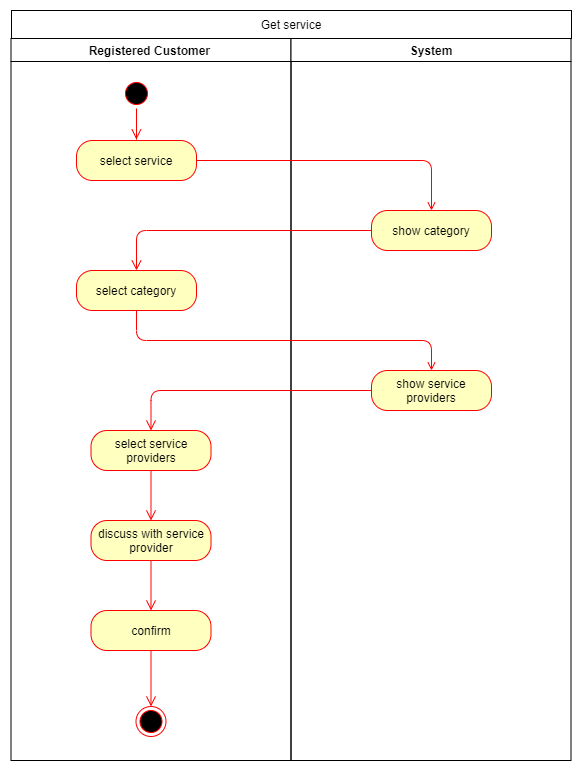 Get service
Registered Customer
System
select service
show category
select category
show service
providers
select service
providers
discuss with service
provider
confirm